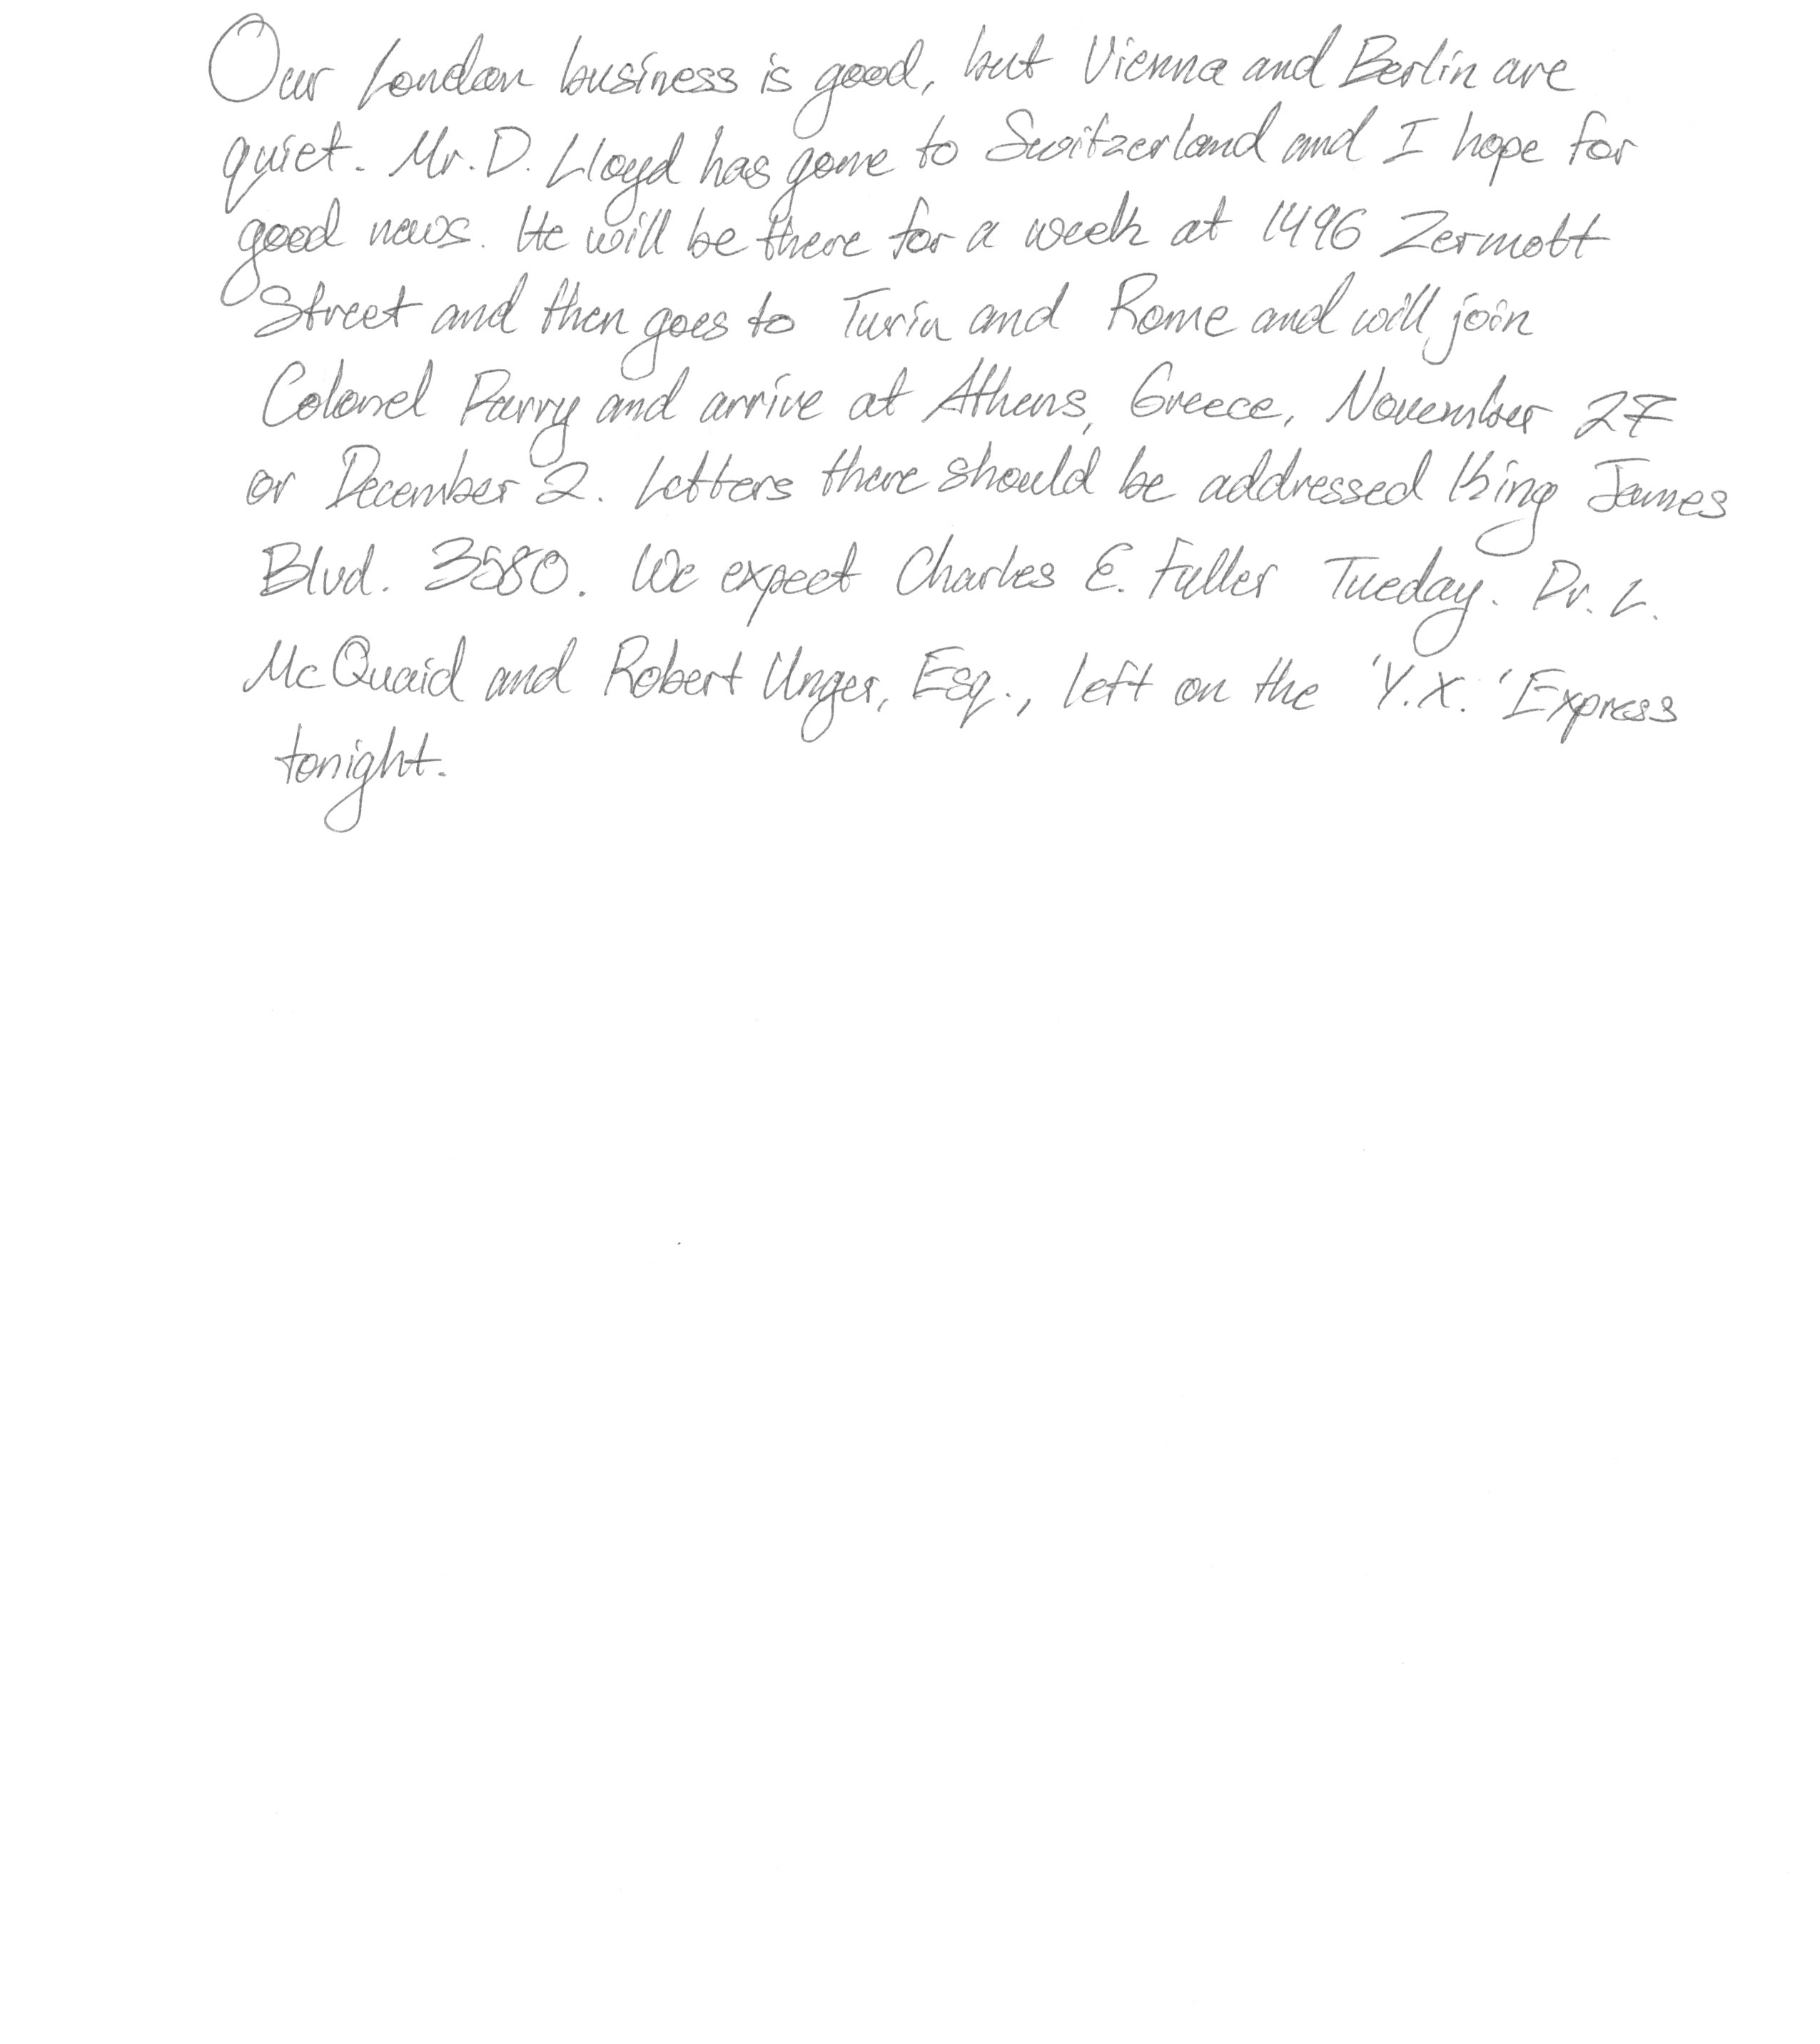 Our London business is good, but Vienna and Berlin are
quiet. Mr. D. Lloyd has gone to Switzerland and I hope for
good news. He will be there for a week at 1496 Zermott
Street and then goes to Turin and Rome and will join
Colonel Parry and arrive at Athens, Greece, November 27
or December 2. Letters there should be addressed King James
Blvd. 3580. We expect Charles E. Fuller Tueday. Dr. L.
McQuaid and Robert Unger, Esq., left on the 'Y.X.' Express
tonight.